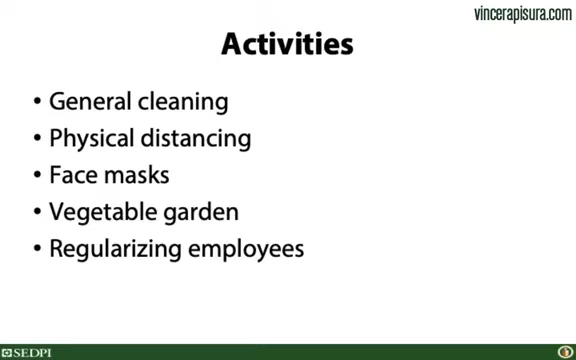 vincerapisura.com
Activities
• General cleaning
• Physical distancing
• Face masks
• Vegetable garden
• Regularizing employees
SEDPI